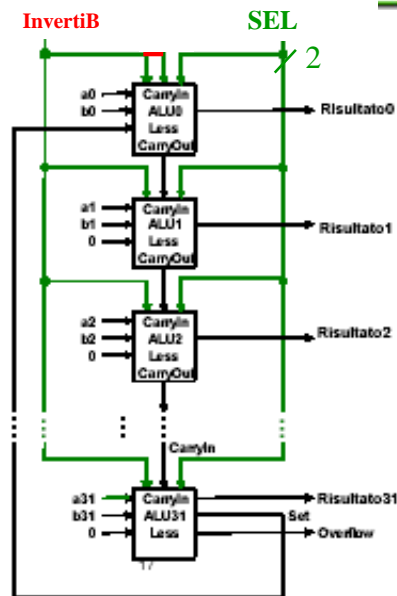 InvertiB SEL
2
a0 CarryIn
b0 ALU0 Risultato0
Less
CarryOut
a1 CarryIn
b1 ALU1 Risultato1
0 Less
CarryOut
a2 CarryIn
b2 ALU2 Risultato2
0 Less
CarryOut
CarryIn
a31 CarryIn Risultato31
b31 ALU31 Set
0 Less Overflow
17